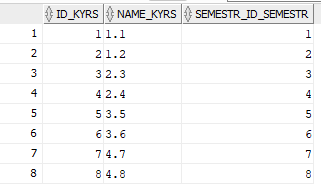 ID_KYRS NAME_KYRS SEMESTR_ID_SEMESTR
1 1 1.1 1
2 2 1.2 2
3 3 2.3 3
4 4 2.4 4
5 5 3.5 5
6 6 3.6 6
7 7 4.7 7
8 8 4.8 8